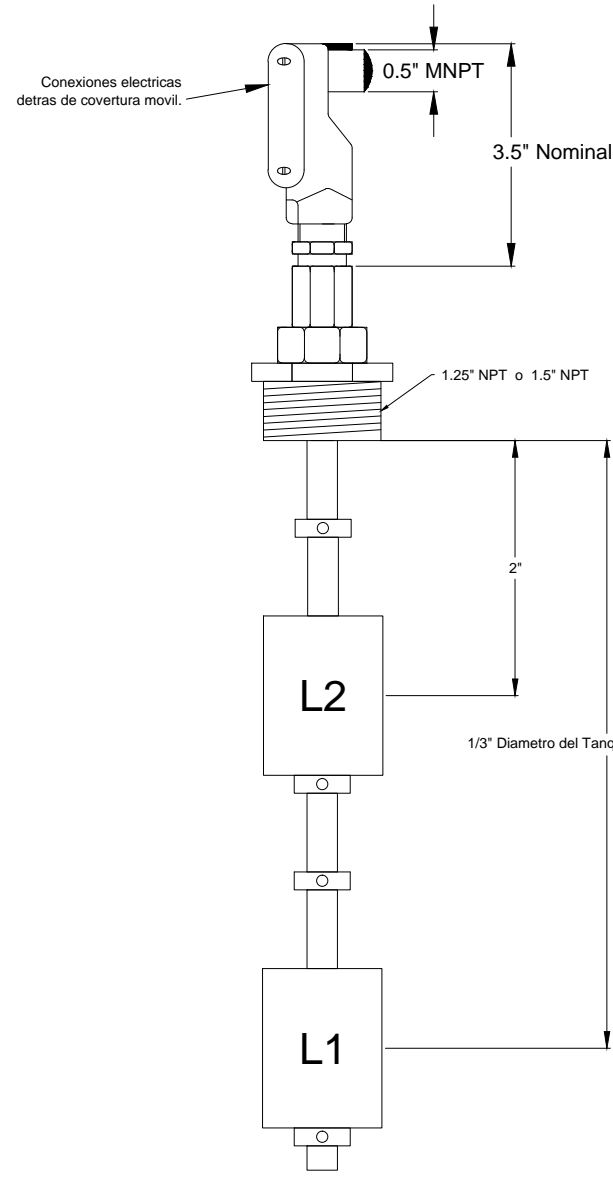 0.5" MNPT
Conexiones electricas
detras de covertura movil.
3.5" Nominal
1.25" NPT o 1.5" NPT
2"
L2
1/3" Diametro del
L1